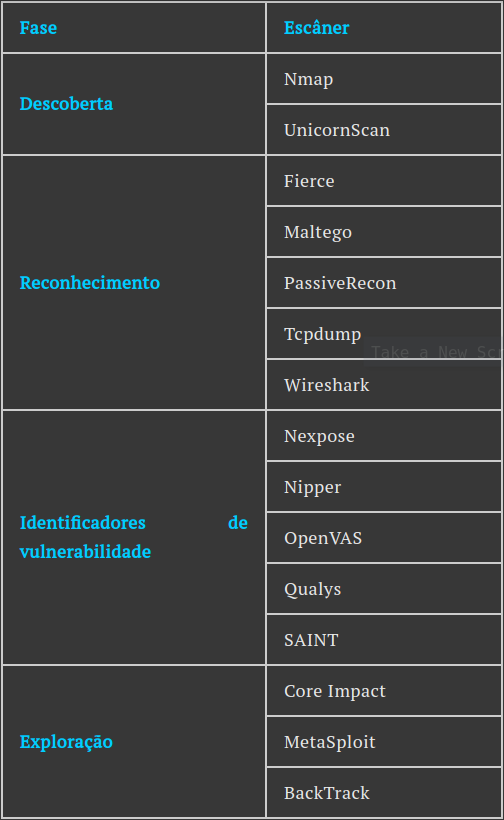 Fase
Escâner
Descoberta
Nmap
UnicornScan
Reconhecimento
Fierce
Maltego
PassiveRecon
Tcpdump
Take a New Scr
Wireshark
Identificadores de
vulnerabilidade
Nexpose
Nipper
OpenVAS
Qualys
SAINT
Exploração
Core Impact
MetaSploit
BackTrack